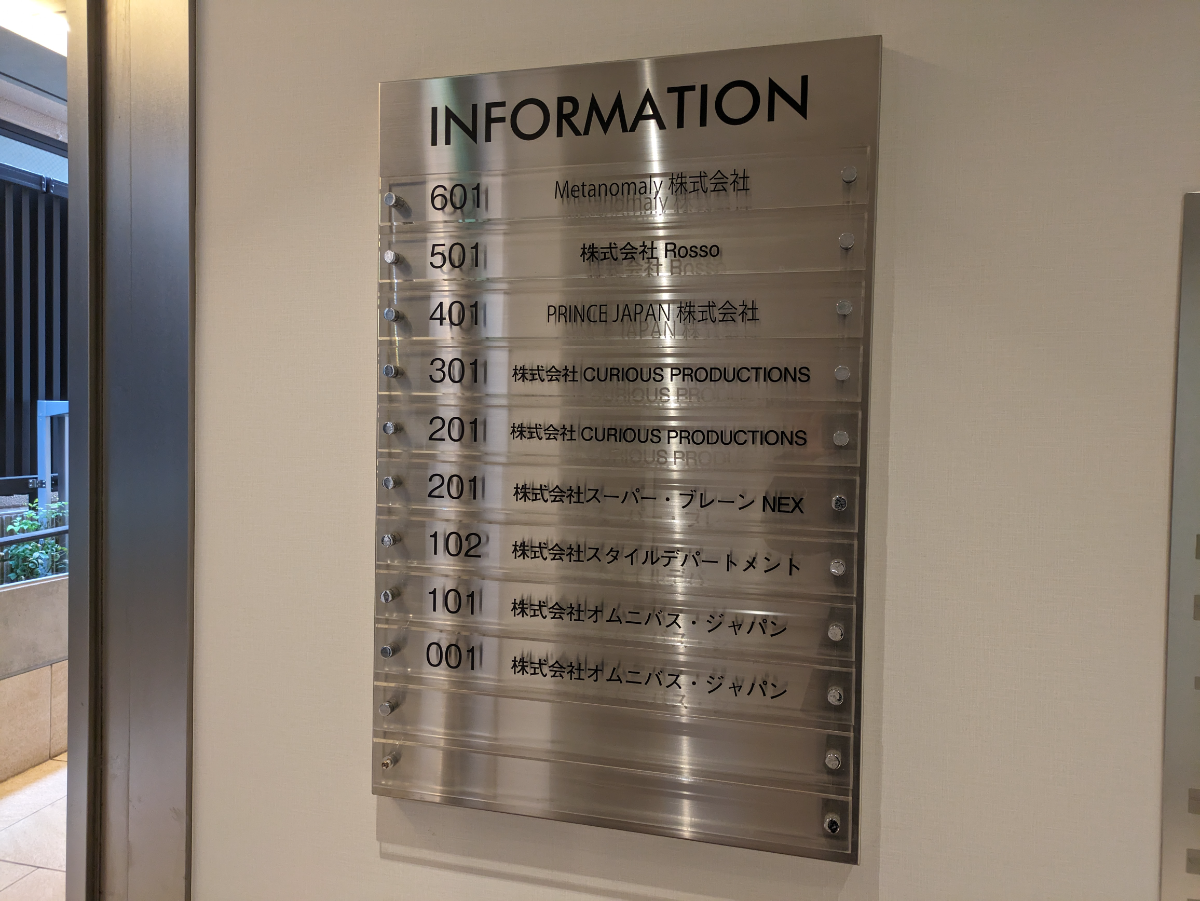 INFORMATION
601 Metanomaly 株式会社
501 株式会社 Rosso
401 PRINCE JAPAN 株式会社
301 株式会社 CURIOUS PRODUCTIONS
201 株式会社 CURIOUS PRODUCTIONS
201 株式会社スーパー・ブレーン NEX
102 株式会社スタイルデパートメント
101 株式会社オムニバス・ジャパン
001 株式会社オムニバス・ジャパン